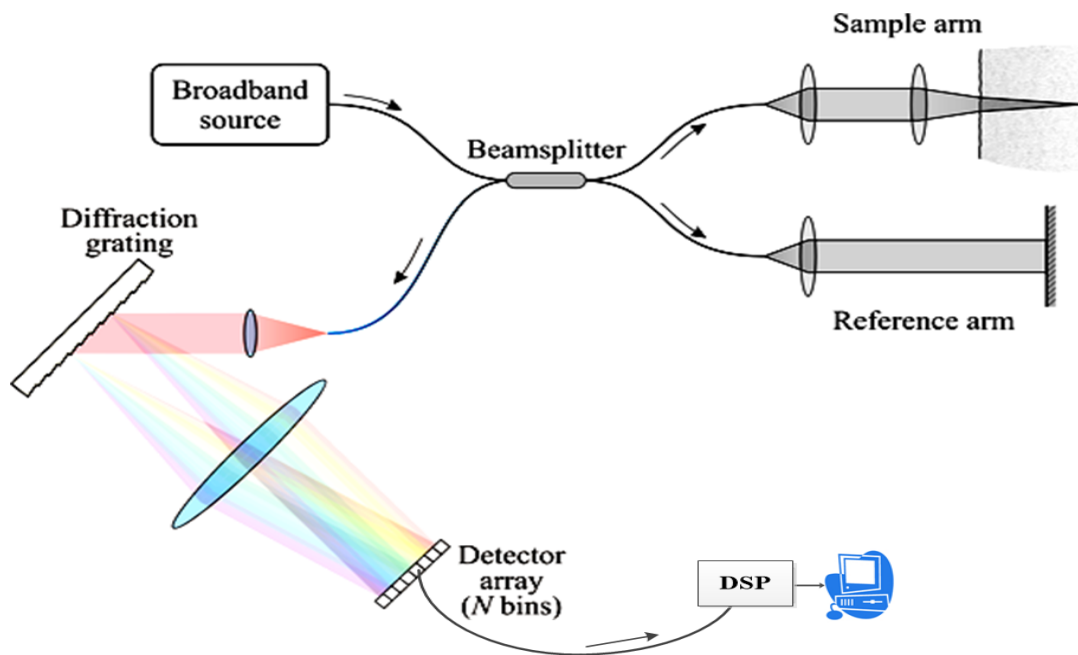 Sample arm
Broadband
source
Beamsplitter
Diffraction
grating
Reference arm
Detector
array
(N bins)
DSP